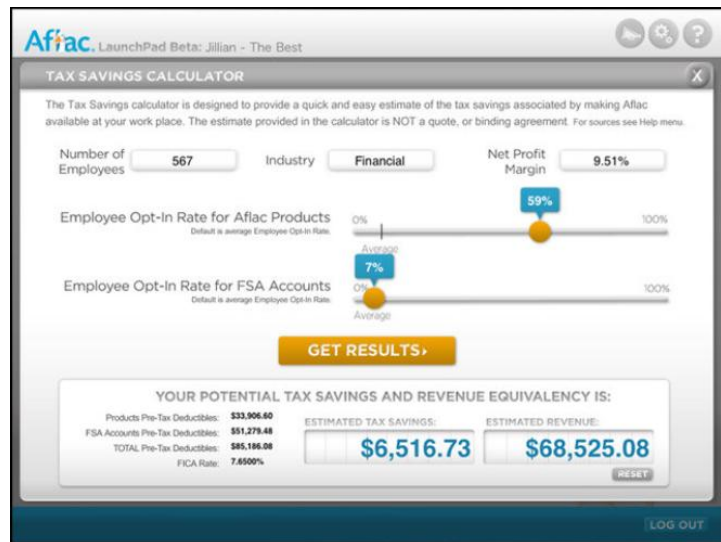 Aflac. LaunchPad Beta: Jillian - The Best
?
TAX SAVINGS CALCULATOR
X
The Tax Savings calculator is designed to provide a quick and easy estimate of the tax savings associated by making Aflac
available at your work place. The estimate provided in the calculator is NOT a quote, or binding agreement. For sources see Help menu.
Number of
Employees
567
Industry
Financial
Net Profit
Margin
9.51%
Employee Opt-In Rate for Aflac Products
Default is average Employee Opt-In Rate.
0%
59%
100%
Average
Employee Opt-In Rate for FSA Accounts
Default is average Employee Opt-In Rate.
0%
7%
100%
Average
GET RESULTS›
YOUR POTENTIAL TAX SAVINGS AND REVENUE EQUIVALENCY IS:
Products Pre-Tax Deductibles: $33,906.60
FSA Accounts Pre-Tax Deductibles: $51,279.48
TOTAL Pre-Tax Deductibles: $85,186.08
FICA Rate: 7.6500%
ESTIMATED TAX SAVINGS:
$6,516.73
ESTIMATED REVENUE:
$68,525.08
RESET
LOG OUT